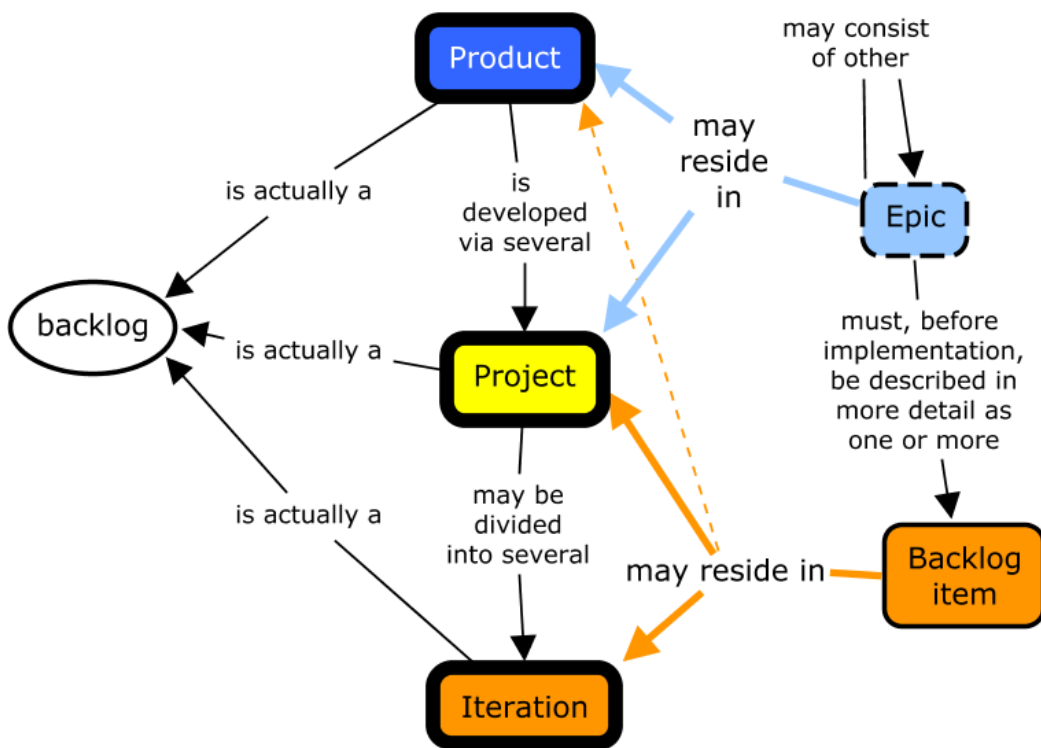 Product
may consist
of other
may
reside
in
is actually a
is
developed
via several
Epic
backlog
must, before
implementation,
be described in
more detail as
one or more
is actually a
Project
may be
divided
into several
is actually a
may reside in
Backlog
item
Iteration